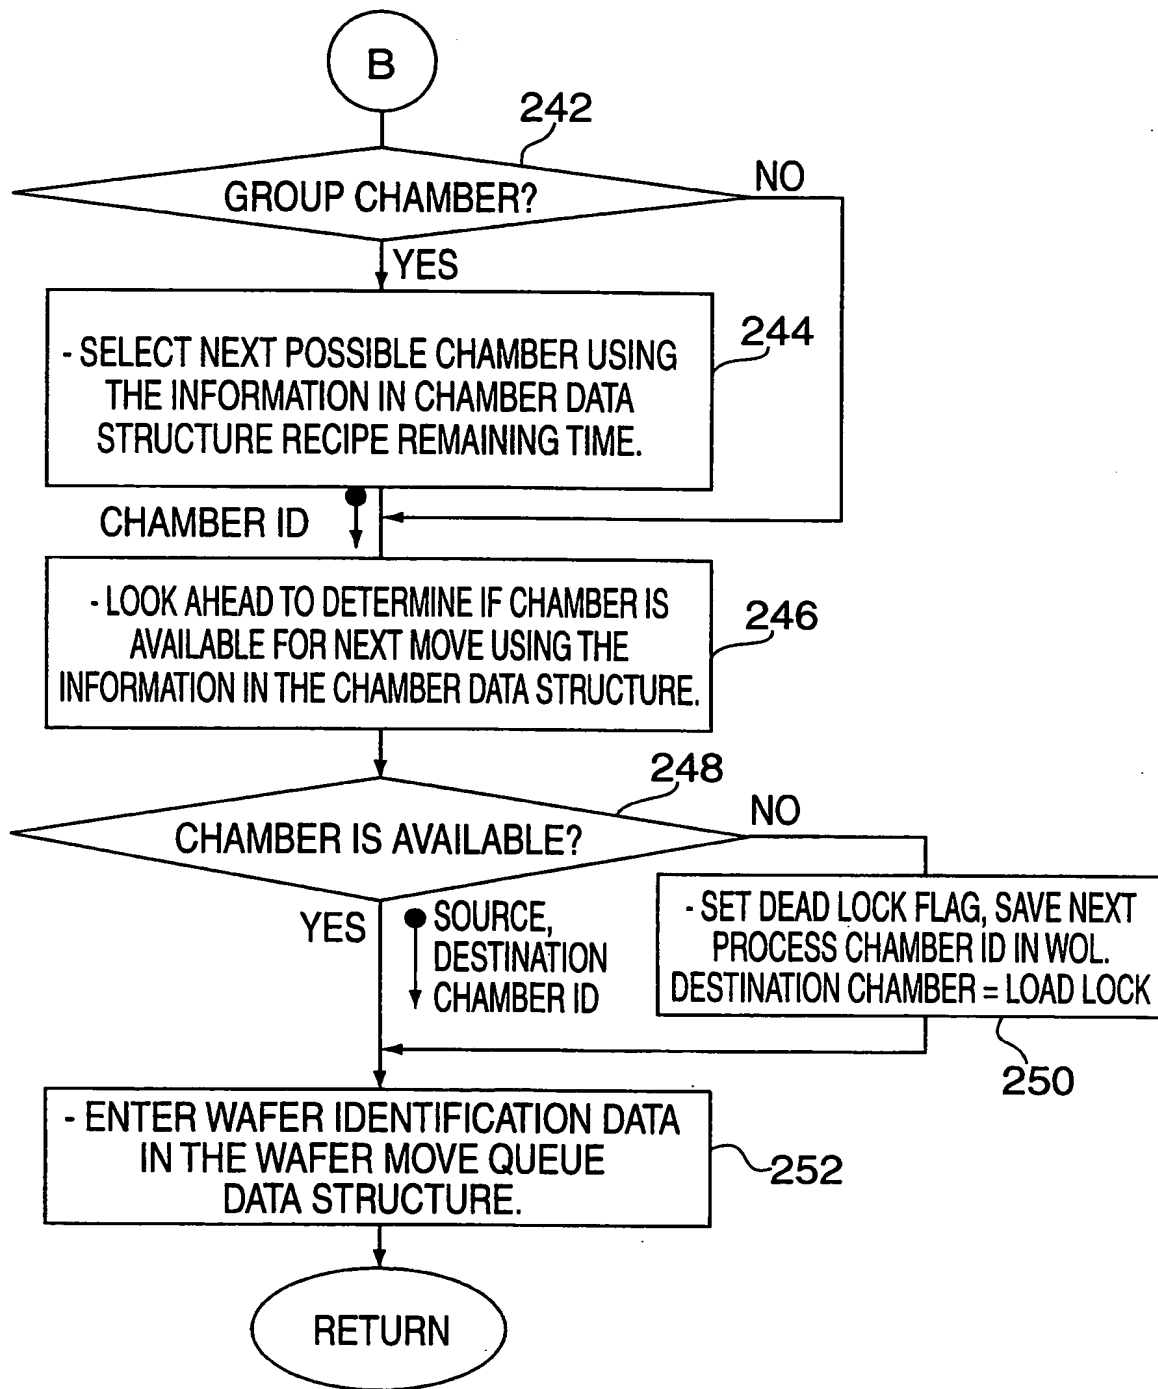 B
242
GROUP CHAMBER?
NO
YES
- SELECT NEXT POSSIBLE CHAMBER USING
THE INFORMATION IN CHAMBER DATA
STRUCTURE RECIPE REMAINING TIME.
244
CHAMBER ID
- LOOK AHEAD TO DETERMINE IF CHAMBER IS
AVAILABLE FOR NEXT MOVE USING THE
INFORMATION IN THE CHAMBER DATA STRUCTURE.
246
248
CHAMBER IS AVAILABLE?
NO
YES
SOURCE,
DESTINATION
CHAMBER ID
- SET DEAD LOCK FLAG, SAVE NEXT
PROCESS CHAMBER ID IN WOL.
DESTINATION CHAMBER = LOAD LOCK
250
- ENTER WAFER IDENTIFICATION DATA
IN THE WAFER MOVE QUEUE
DATA STRUCTURE.
252
RETURN